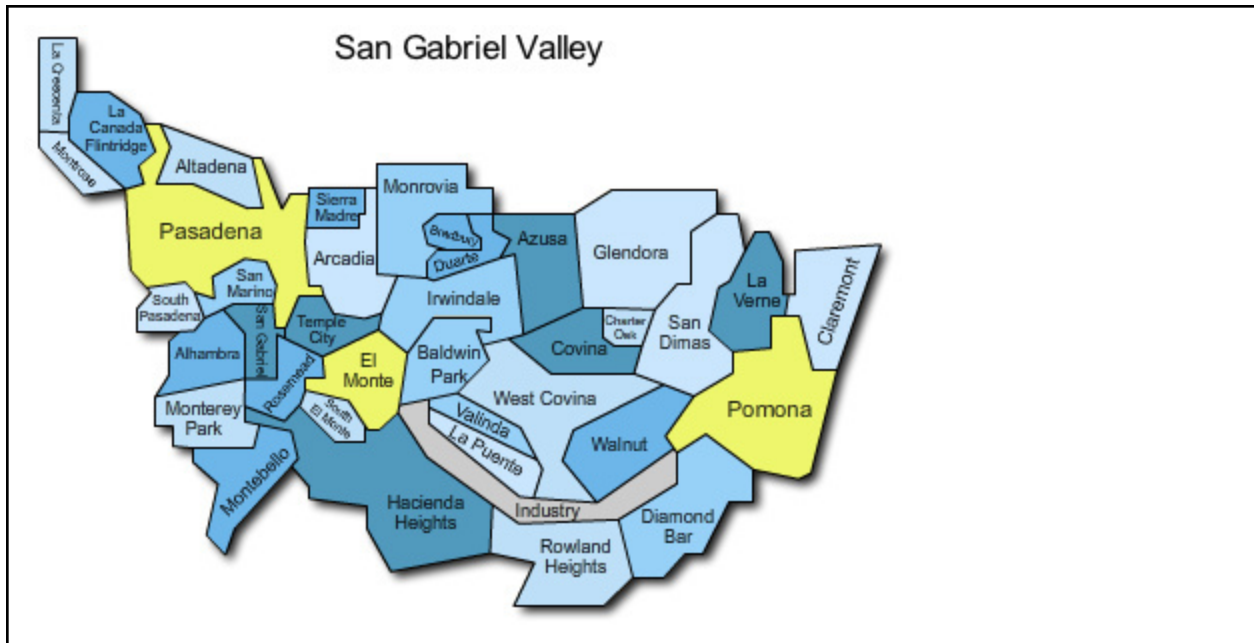 San Gabriel Valley
La Crescenta
La
Canada
Flintridge
Montrose
Altadena
Pasadena
Sierra
Madre
Monrovia
Arcadia
Bradbury
Duarte
Azusa
Glendora
La
Verne
Claremont
San
Marino
South
Pasadena
San Gabriel
Temple
City
Irwindale
Charter
Oak
San
Dimas
Alhambra
Rosemead
El
Monte
Baldwin
Park
Covina
West Covina
Pomona
Monterey
Park
South
El Monte
Valinda
La Puente
Walnut
Montebello
Hacienda
Heights
Industry
Diamond
Bar
Rowland
Heights